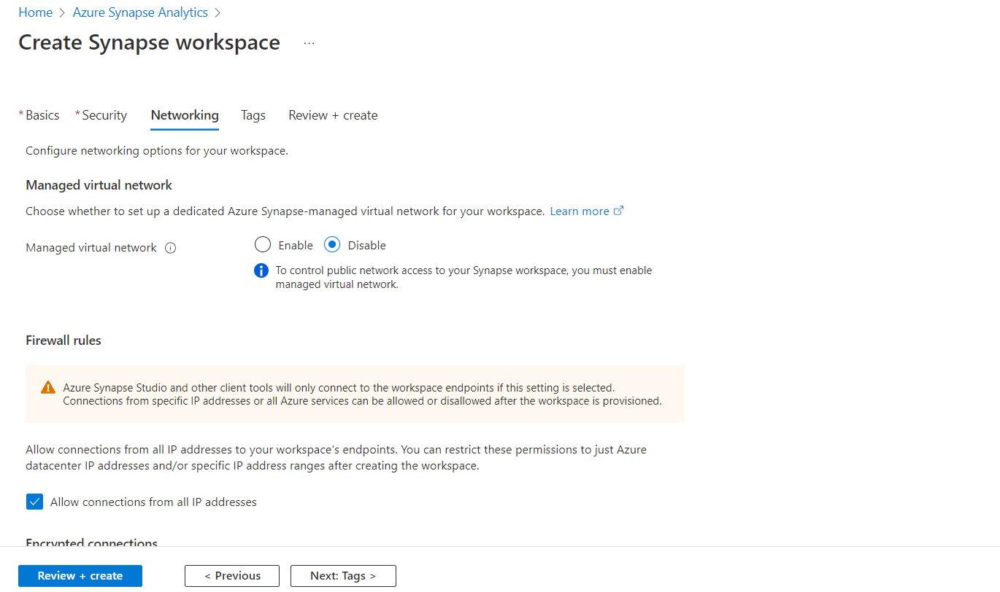 Home > Azure Synapse Analytics >
Create Synapse workspace ...
* Basics * Security Networking Tags Review + create
Configure networking options for your workspace.
Managed virtual network
Choose whether to set up a dedicated Azure Synapse-managed virtual network for your workspace. Learn more
Managed virtual network Enable Disable
To control public network access to your Synapse workspace, you must enable
managed virtual network.
Firewall rules
Azure Synapse Studio and other client tools will only connect to the workspace endpoints if this setting is selected.
Connections from specific IP addresses or all Azure services can be allowed or disallowed after the workspace is provisioned.
Allow connections from all IP addresses to your workspace's endpoints. You can restrict these permissions to just Azure
datacenter IP addresses and/or specific IP address ranges after creating the workspace.
Allow connections from all IP addresses
Encrypted connections
Review + create < Previous Next: Tags >